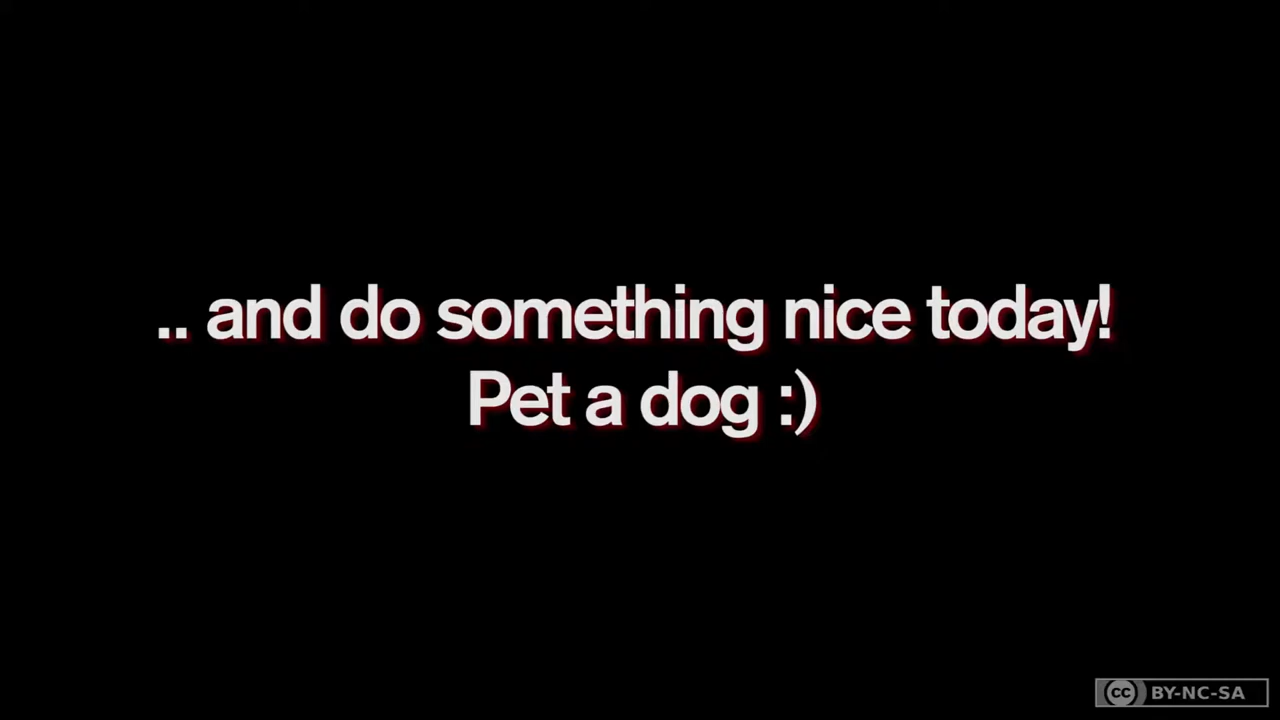 .. and do something nice today!
Pet a dog :)
cc BY-NC-SA